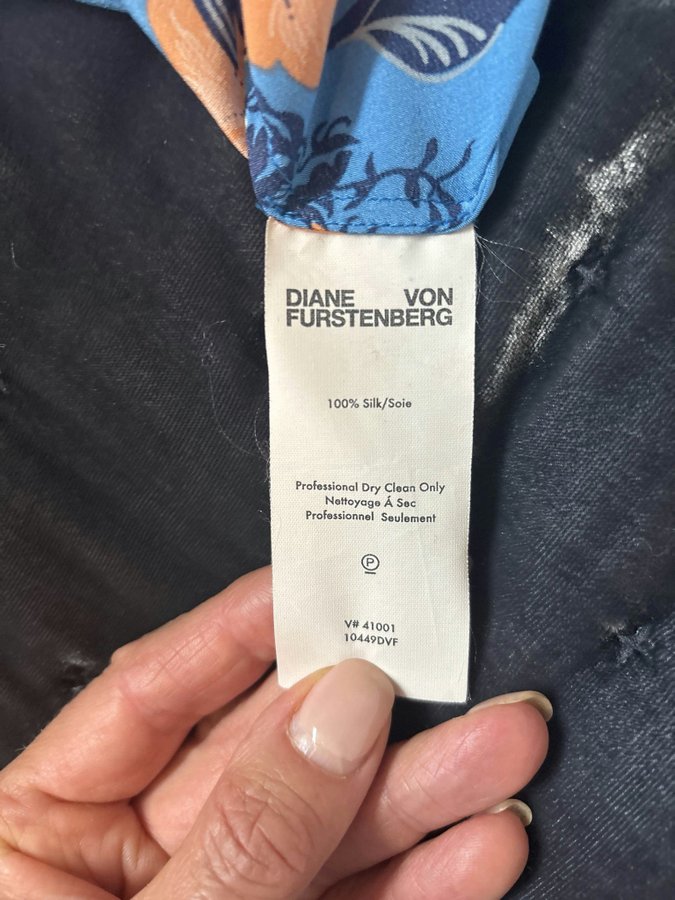 DIANE VON
FURSTENBERG
100% Silk/Soie
Professional Dry Clean Only
Nettoyage Á Sec
Professionnel Seulement
P
V# 41001
10449DVF